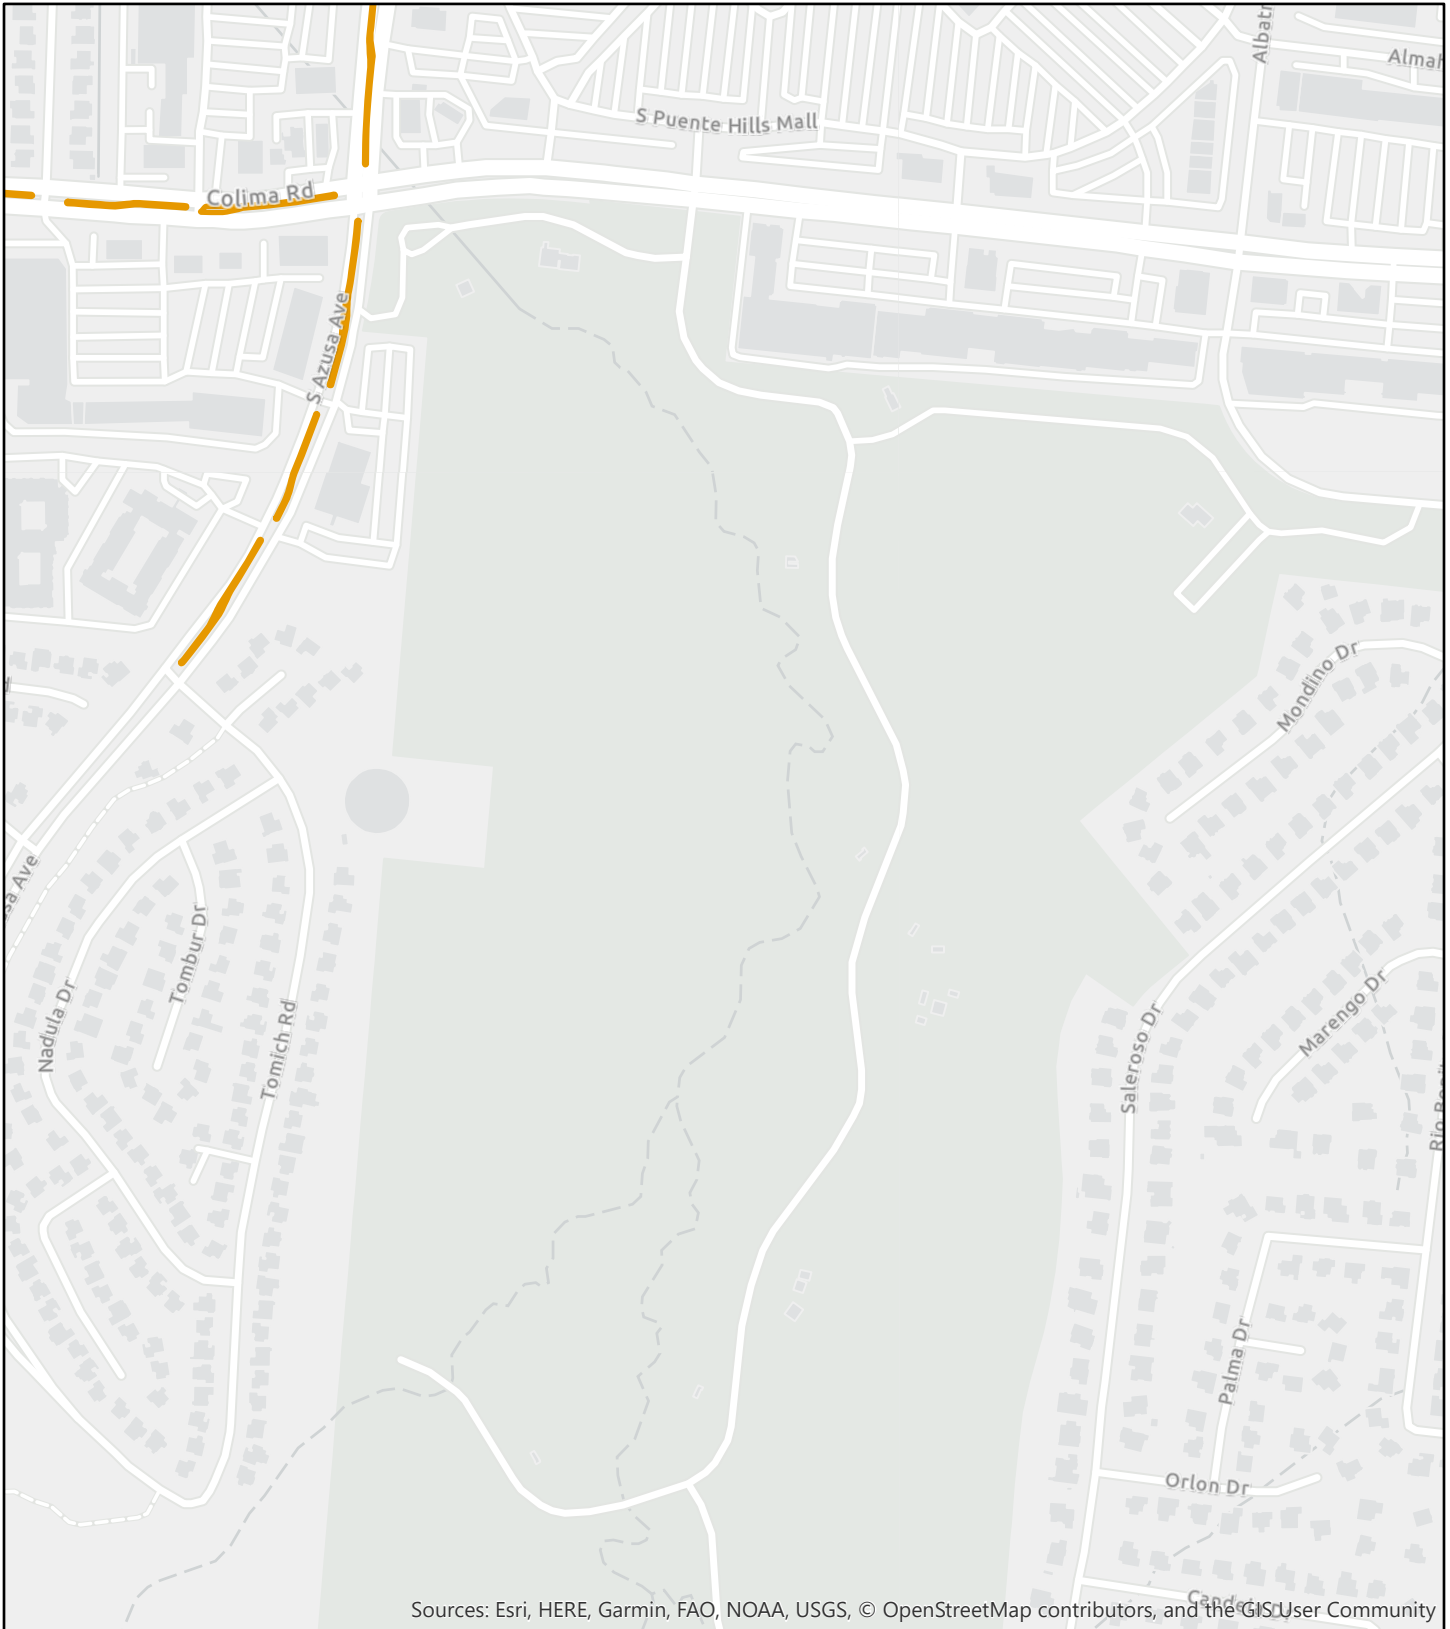 Almah
S Puente Hills Mall
Colima Rd
S Azusa Ave
Mondino Dr
Tombur Dr
Nadula Dr
Tomich Rd
Marengo Dr
Saleroso Dr
Palma Dr
Orlon Dr
Sources: Esri, HERE, Garmin, FAO, NOAA, USGS, © OpenStreetMap contributors, and the GIS User Community